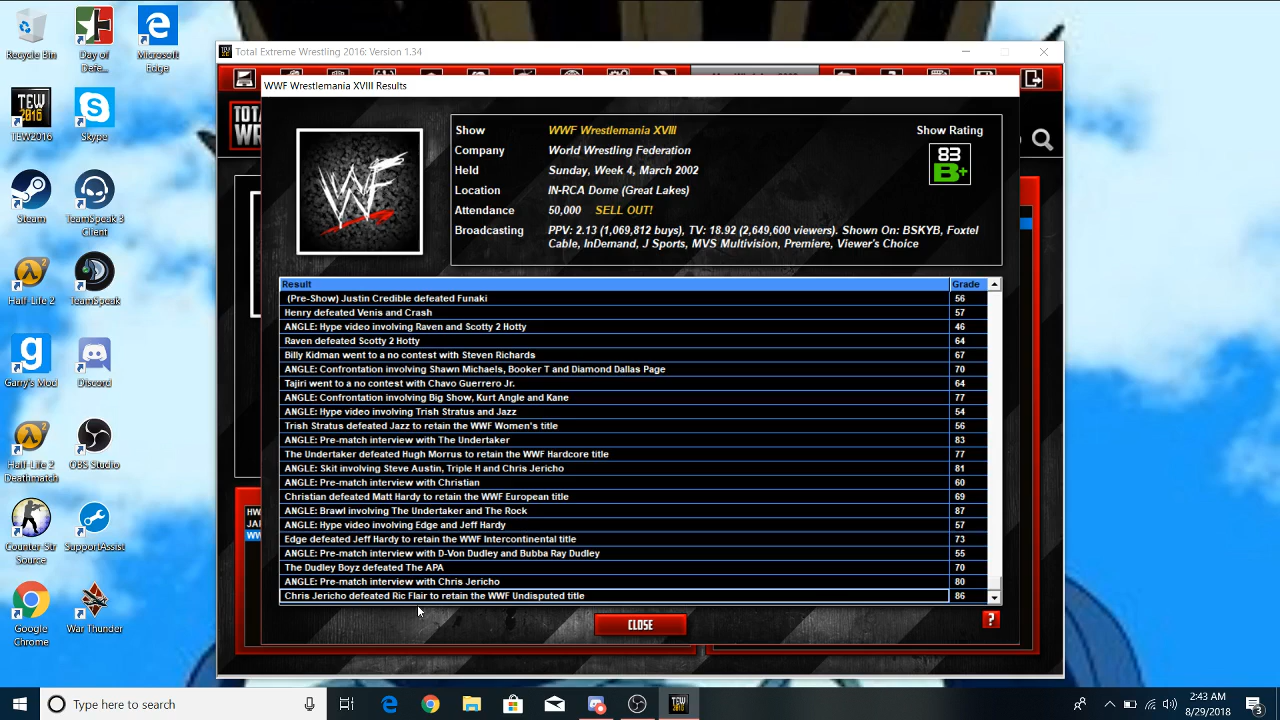 Recycle Bin
Day of Defe...
Microsoft Edge
TEW2016
Skype
Steam
TeamSpeak 3 Client
Half-Life 2
TeamSpeak
Garry's Mod
Discord
Half-Life 2 Deathmatch
OBS Studio
Counter-Str Source
SupportAssist
Google Chrome
War Thunder
Total Extreme Wrestling 2016: Version 1.34
WWF Wrestlemania XVIII Results
Show WWF Wrestlemania XVIII Show Rating
Company World Wrestling Federation 83 B+
Held Sunday, Week 4, March 2002
Location IN-RCA Dome (Great Lakes)
Attendance 50,000 SELL OUT!
Broadcasting PPV: 2.13 (1,069,812 buys), TV: 18.92 (2,649,600 viewers). Shown On: BSKYB, Foxtel
Cable, InDemand, J Sports, MVS Multivision, Premiere, Viewer's Choice
Result Grade
(Pre-Show) Justin Credible defeated Funaki 56
Henry defeated Venis and Crash 57
ANGLE: Hype video involving Raven and Scotty 2 Hotty 46
Raven defeated Scotty 2 Hotty 64
Billy Kidman went to a no contest with Steven Richards 67
ANGLE: Confrontation involving Shawn Michaels, Booker T and Diamond Dallas Page 70
Tajiri went to a no contest with Chavo Guerrero Jr. 64
ANGLE: Confrontation involving Big Show, Kurt Angle and Kane 77
ANGLE: Hype video involving Trish Stratus and Jazz 54
Trish Stratus defeated Jazz to retain the WWF Women's title 56
ANGLE: Pre-match interview with The Undertaker 83
The Undertaker defeated Hugh Morrus to retain the WWF Hardcore title 77
ANGLE: Skit involving Steve Austin, Triple H and Chris Jericho 81
ANGLE: Pre-match interview with Christian 60
Christian defeated Matt Hardy to retain the WWF European title 69
ANGLE: Brawl involving The Undertaker and The Rock 87
ANGLE: Hype video involving Edge and Jeff Hardy 57
Edge defeated Jeff Hardy to retain the WWF Intercontinental title 73
ANGLE: Pre-match interview with D-Von Dudley and Bubba Ray Dudley 55
The Dudley Boyz defeated The APA 70
ANGLE: Pre-match interview with Chris Jericho 80
Chris Jericho defeated Ric Flair to retain the WWF Undisputed title 86
CLOSE
?
Type here to search
2:43 AM
8/29/2018
3